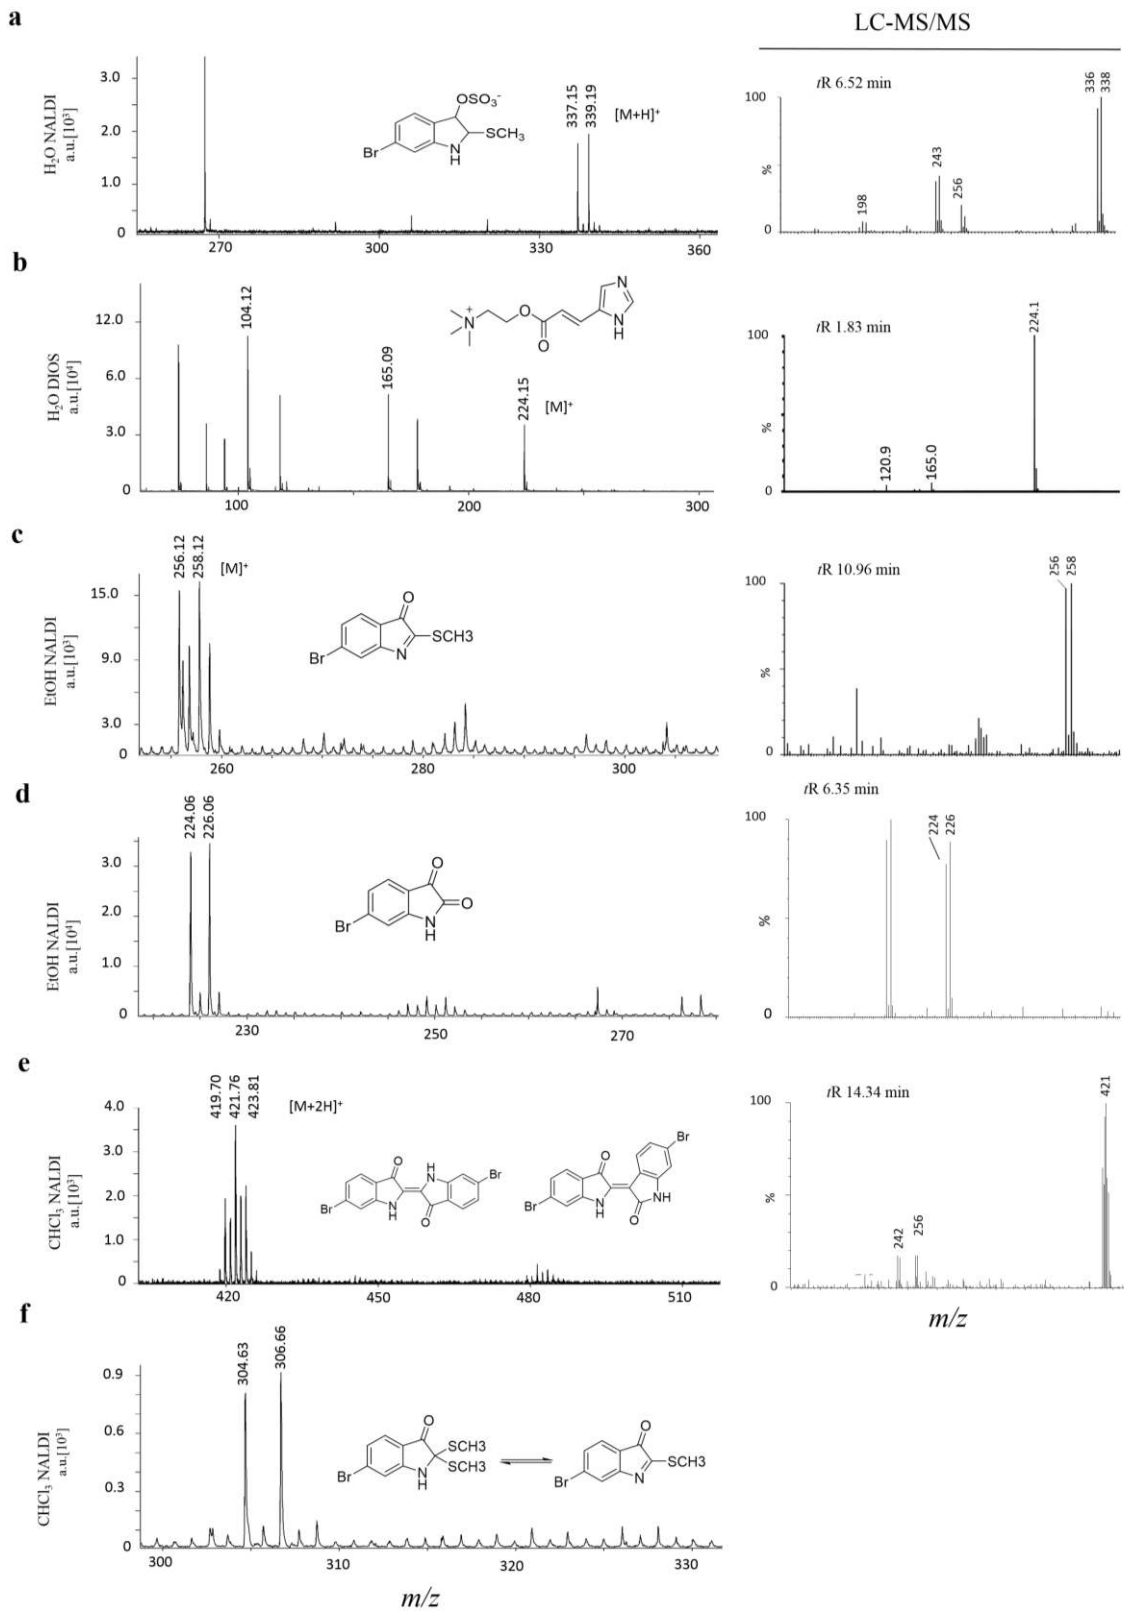 a
LC-MS/MS
H₂O NALDI
a.u.[10³]
3.0
2.0
1.0
0
270
300
330
360
337.15
339.19
[M+H]⁺
OSO₃⁻
SCH₃
Br
N
H
tR 6.52 min
100
%
0
198
243
256
336
338
b
H₂O DIOS
a.u.[10⁴]
12.0
6.0
3.0
0
100
200
300
104.12
165.09
224.15
[M]⁺
N
+
O
O
N
NH
tR 1.83 min
100
%
0
120.9
165.0
224.1
c
EtOH NALDI
a.u.[10³]
15.0
9.0
3.0
0
260
280
300
256.12
258.12
[M]⁺
O
SCH3
Br
N
tR 10.96 min
100
%
0
256
258
d
EtOH NALDI
a.u.[10⁴]
3.0
2.0
1.0
0
230
250
270
224.06
226.06
O
O
Br
N
H
tR 6.35 min
100
%
0
224
226
e
CHCl₃ NALDI
a.u.[10³]
4.0
3.0
2.0
1.0
0
420
450
480
510
419.70
421.76
423.81
[M+2H]⁺
O
H
N
Br
Br
N
H
O
Br
O
Br
N
H
O
NH
tR 14.34 min
100
%
0
242
256
421
m/z
f
CHCl₃ NALDI
a.u.[10³]
0.9
0.6
0.3
0
300
310
320
330
304.63
306.66
O
SCH3
SCH3
Br
N
H
O
SCH3
Br
N
m/z